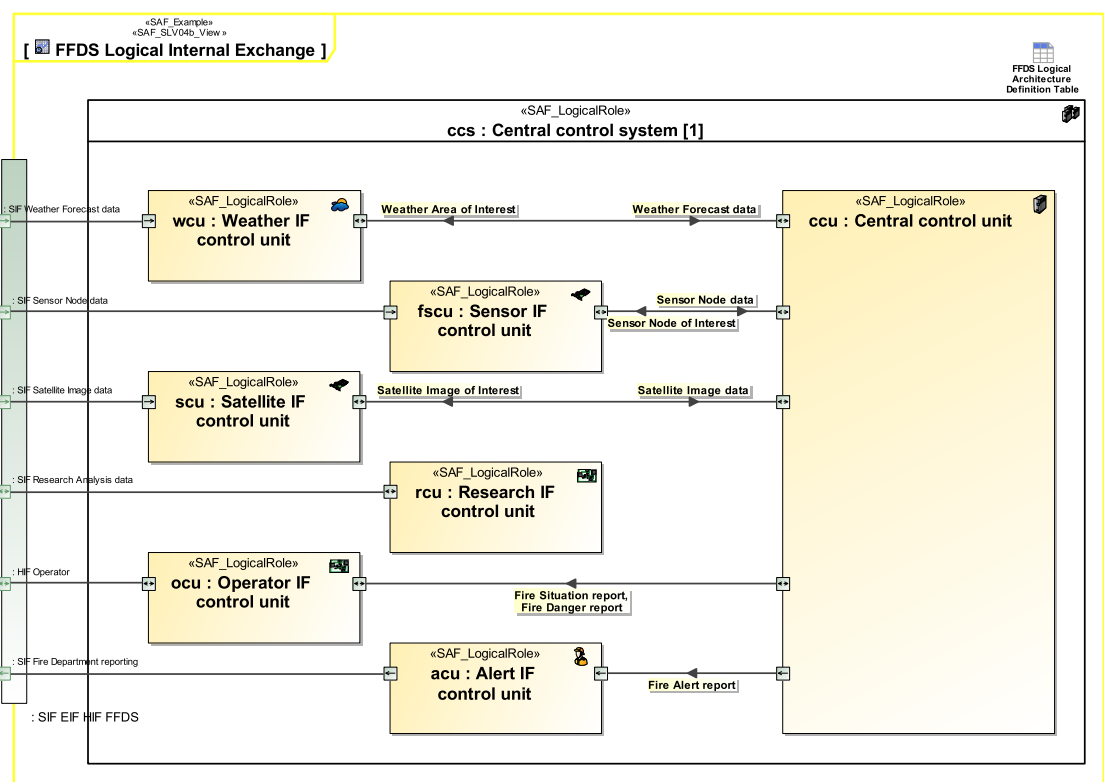 «SAF_Example»
«SAF_SLV04b_View»
[ FFDS Logical Internal Exchange ]
FFDS Logical
Architecture
Definition Table
«SAF_LogicalRole»
ccs : Central control system [1]
: SIF Weather Forecast data
«SAF_LogicalRole»
wcu : Weather IF
control unit
Weather Area of Interest
Weather Forecast data
«SAF_LogicalRole»
ccu : Central control unit
: SIF Sensor Node data
«SAF_LogicalRole»
fscu : Sensor IF
control unit
Sensor Node data
Sensor Node of Interest
: SIF Satellite Image data
«SAF_LogicalRole»
scu : Satellite IF
control unit
Satellite Image of Interest
Satellite Image data
: SIF Research Analysis data
«SAF_LogicalRole»
rcu : Research IF
control unit
: HIF Operator
«SAF_LogicalRole»
ocu : Operator IF
control unit
Fire Situation report,
Fire Danger report
: SIF Fire Department reporting
«SAF_LogicalRole»
acu : Alert IF
control unit
Fire Alert report
: SIF EIF HIF FFDS